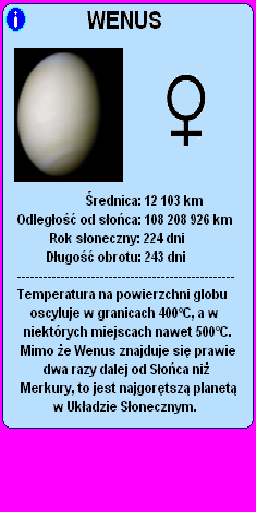 i
WENUS
Średnica: 12 103 km
Odległość od słońca: 108 208 926 km
Rok słoneczny: 224 dni
Długość obrotu: 243 dni
Temperatura na powierzchni globu
oscyluje w granicach 400°C, a w
niektórych miejscach nawet 500°C.
Mimo że Wenus znajduje się prawie
dwa razy dalej od Słońca niż
Merkury, to jest najgorętszą planetą
w Układzie Słonecznym.